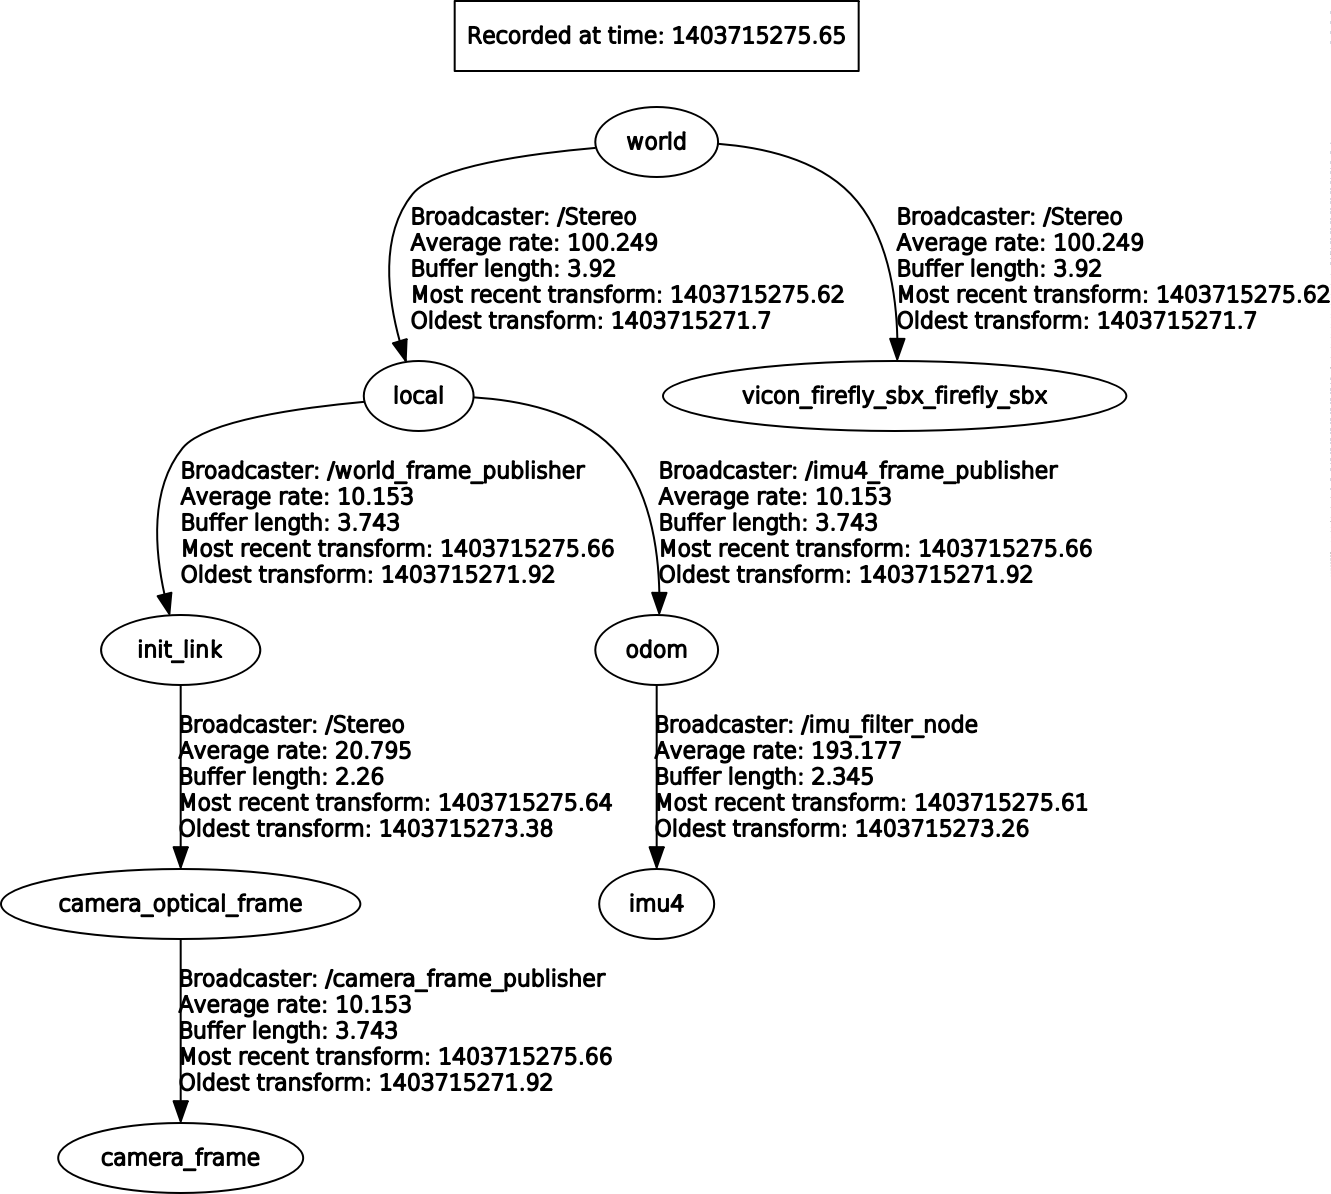 Recorded at time: 1403715275.65
world
Broadcaster: /Stereo
Average rate: 100.249
Buffer length: 3.92
Most recent transform: 1403715275.62
Oldest transform: 1403715271.7
Broadcaster: /Stereo
Average rate: 100.249
Buffer length: 3.92
Most recent transform: 1403715275.62
Oldest transform: 1403715271.7
local
vicon_firefly_sbx_firefly_sbx
Broadcaster: /world_frame_publisher
Average rate: 10.153
Buffer length: 3.743
Most recent transform: 1403715275.66
Oldest transform: 1403715271.92
Broadcaster: /imu4_frame_publisher
Average rate: 10.153
Buffer length: 3.743
Most recent transform: 1403715275.66
Oldest transform: 1403715271.92
init_link
odom
Broadcaster: /Stereo
Average rate: 20.795
Buffer length: 2.26
Most recent transform: 1403715275.64
Oldest transform: 1403715273.38
Broadcaster: /imu_filter_node
Average rate: 193.177
Buffer length: 2.345
Most recent transform: 1403715275.61
Oldest transform: 1403715273.26
camera_optical_frame
imu4
Broadcaster: /camera_frame_publisher
Average rate: 10.153
Buffer length: 3.743
Most recent transform: 1403715275.66
Oldest transform: 1403715271.92
camera_frame